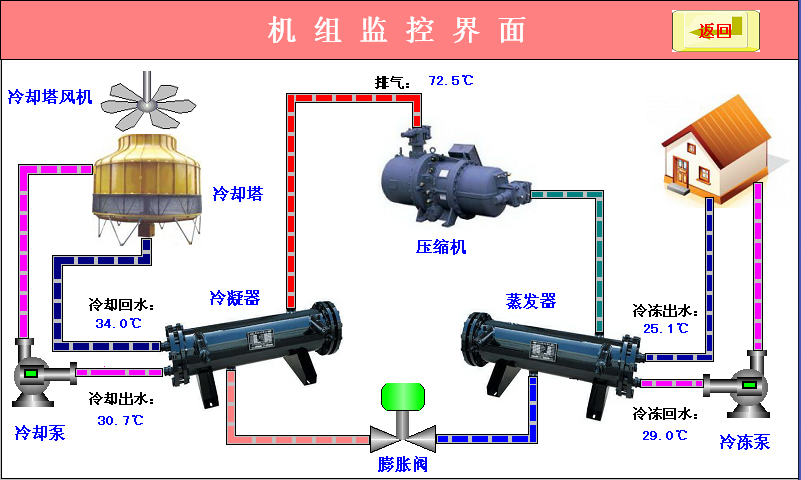 机组监控界面
返回
排气： 72.5℃
冷却塔风机
冷却塔
压缩机
冷却回水：
34.0℃
冷凝器
蒸发器
冷冻出水：
25.1℃
冷却出水：
30.7℃
冷却泵
膨胀阀
冷冻回水：
29.0℃
冷冻泵